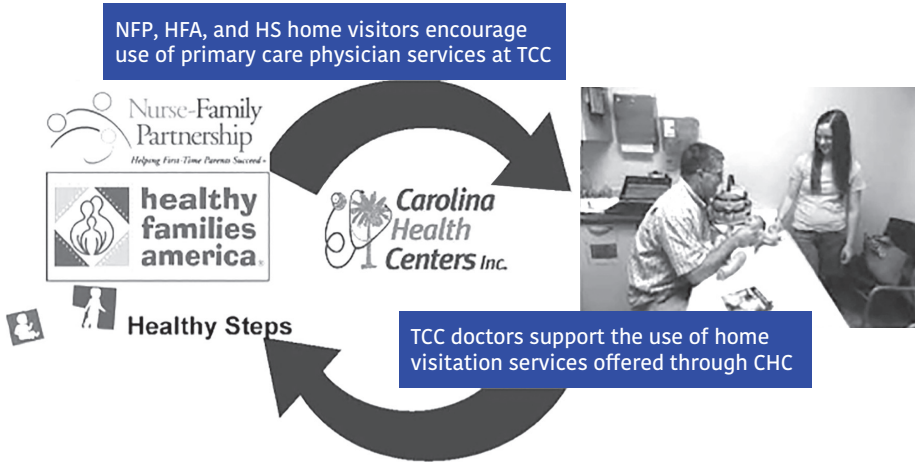 NFP, HFA, and HS home visitors encourage
use of primary care physician services at TCC
Nurse-Family
Partnership
Helping First-Time Parents Succeed
healthy
families
america®
Carolina
Health
Centers Inc.
Healthy Steps
TCC doctors support the use of home
visitation services offered through CHC